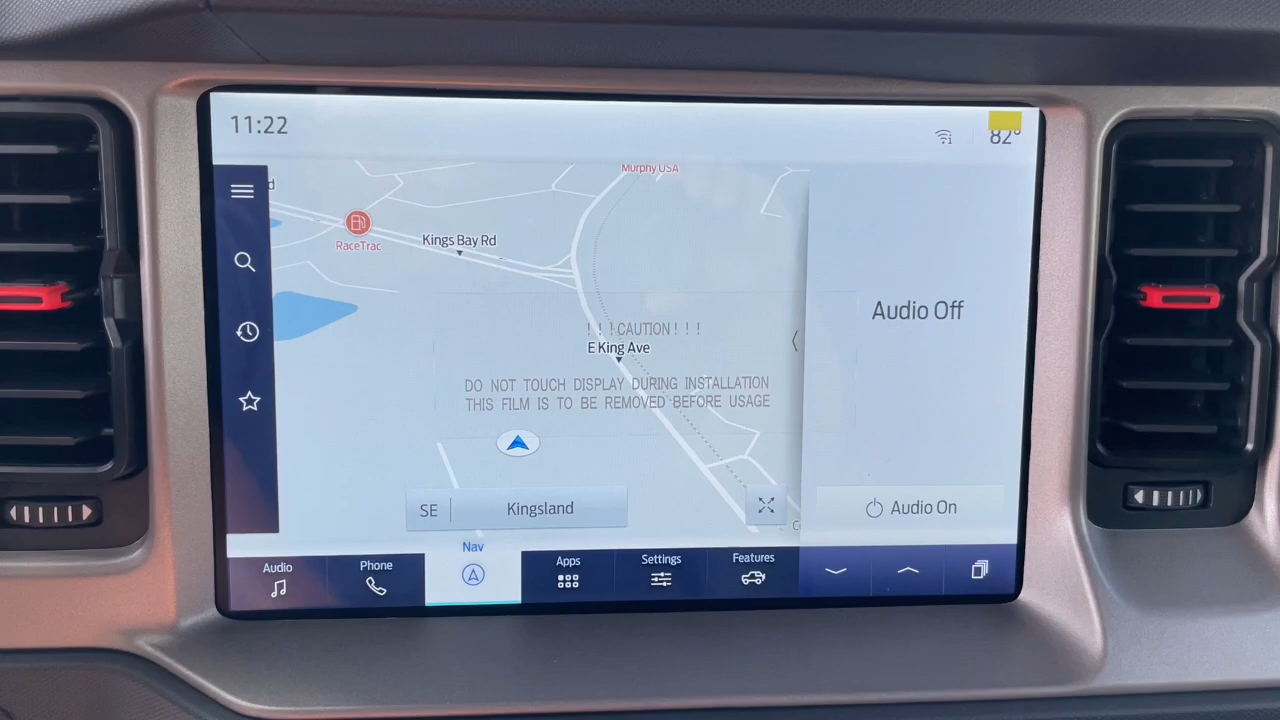 11:22
82°
Murphy USA
RaceTrac
Kings Bay Rd
! ! ! CAUTION ! ! !
E King Ave
Audio Off
DO NOT TOUCH DISPLAY DURING INSTALLATION
THIS FILM IS TO BE REMOVED BEFORE USAGE
SE
Kingsland
Audio On
Audio
Phone
Nav
Apps
Settings
Features